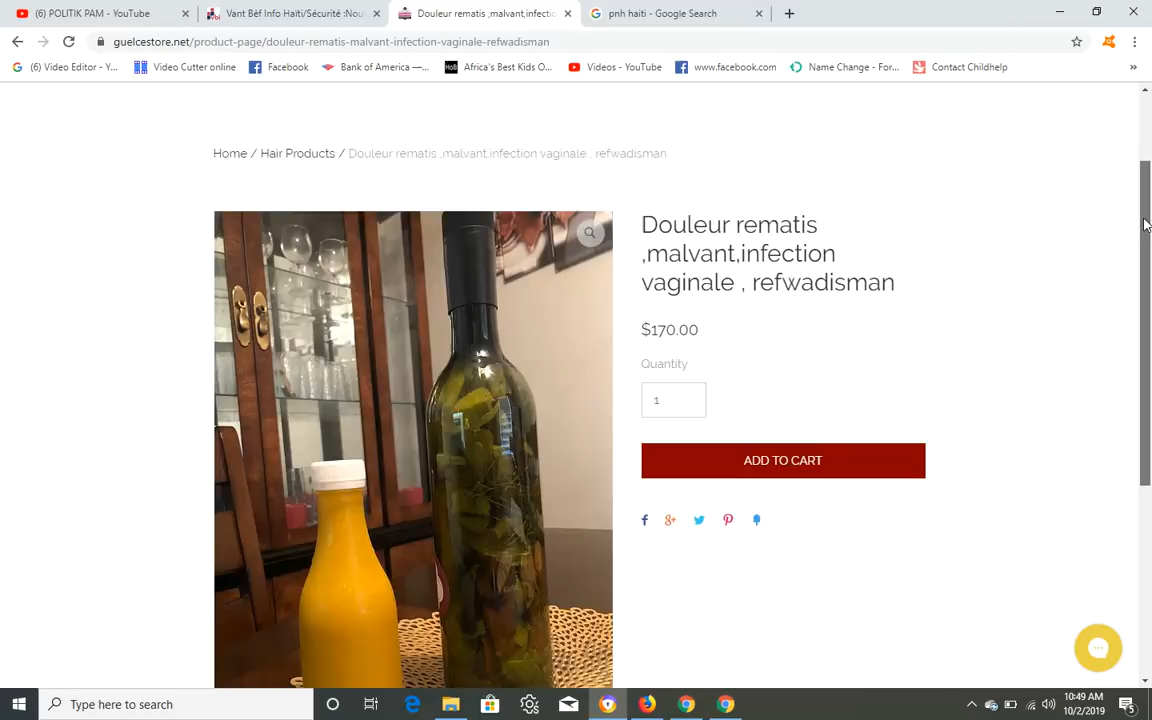 (6) POLITIK PAM - YouTube
Vant Bèf Info Haïti/Sécurité :Nou
Douleur rematis ,malvant,infectio
pnh haiti - Google Search
guelcestore.net/product-page/douleur-rematis-malvant-infection-vaginale-refwadisman
(6) Video Editor - Y...
Video Cutter online
Facebook
Bank of America —...
Africa's Best Kids O...
Videos - YouTube
www.facebook.com
Name Change - For...
Contact Childhelp
»
Home / Hair Products / Douleur rematis ,malvant,infection vaginale , refwadisman
Douleur rematis
,malvant,infection
vaginale , refwadisman
$170.00
Quantity
1
ADD TO CART
Type here to search
10:49 AM
10/2/2019
5